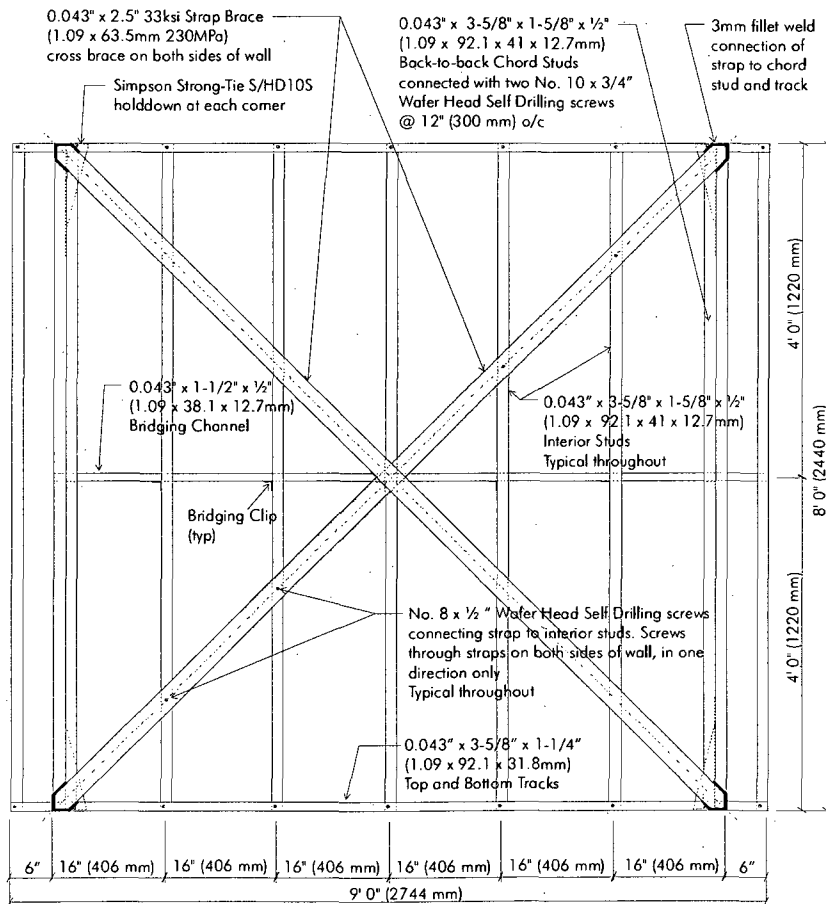 0.043" x 2.5" 33ksi Strap Brace
(1.09 x 63.5mm 230MPa)
cross brace on both sides of wall
Simpson Strong-Tie S/HD10S
holddown at each corner
0.043" x 3-5/8" x 1-5/8" x ½"
(1.09 x 92.1 x 41 x 12.7mm)
Back-to-back Chord Studs
connected with two No. 10 x 3/4"
Wafer Head Self Drilling screws
@ 12" (300 mm) o/c
3mm fillet weld
connection of
strap to chord
stud and track
4' 0" (1220 mm)
8' 0" (2440 mm)
0.043" x 1-1/2" x ½"
(1.09 x 38.1 x 12.7mm)
Bridging Channel
0.043" x 3-5/8" x 1-5/8" x ½"
(1.09 x 92.1 x 41 x 12.7mm)
Interior Studs
Typical throughout
Bridging Clip
(typ)
No. 8 x ½ " Wafer Head Self Drilling screws
connecting strap to interior studs. Screws
through straps on both sides of wall, in one
direction only
Typical throughout
4' 0" (1220 mm)
0.043" x 3-5/8" x 1-1/4"
(1.09 x 92.1 x 31.8mm)
Top and Bottom Tracks
6" 16" (406 mm) 16" (406 mm) 16" (406 mm) 16" (406 mm) 16" (406 mm) 16" (406 mm) 6"
9' 0" (2744 mm)